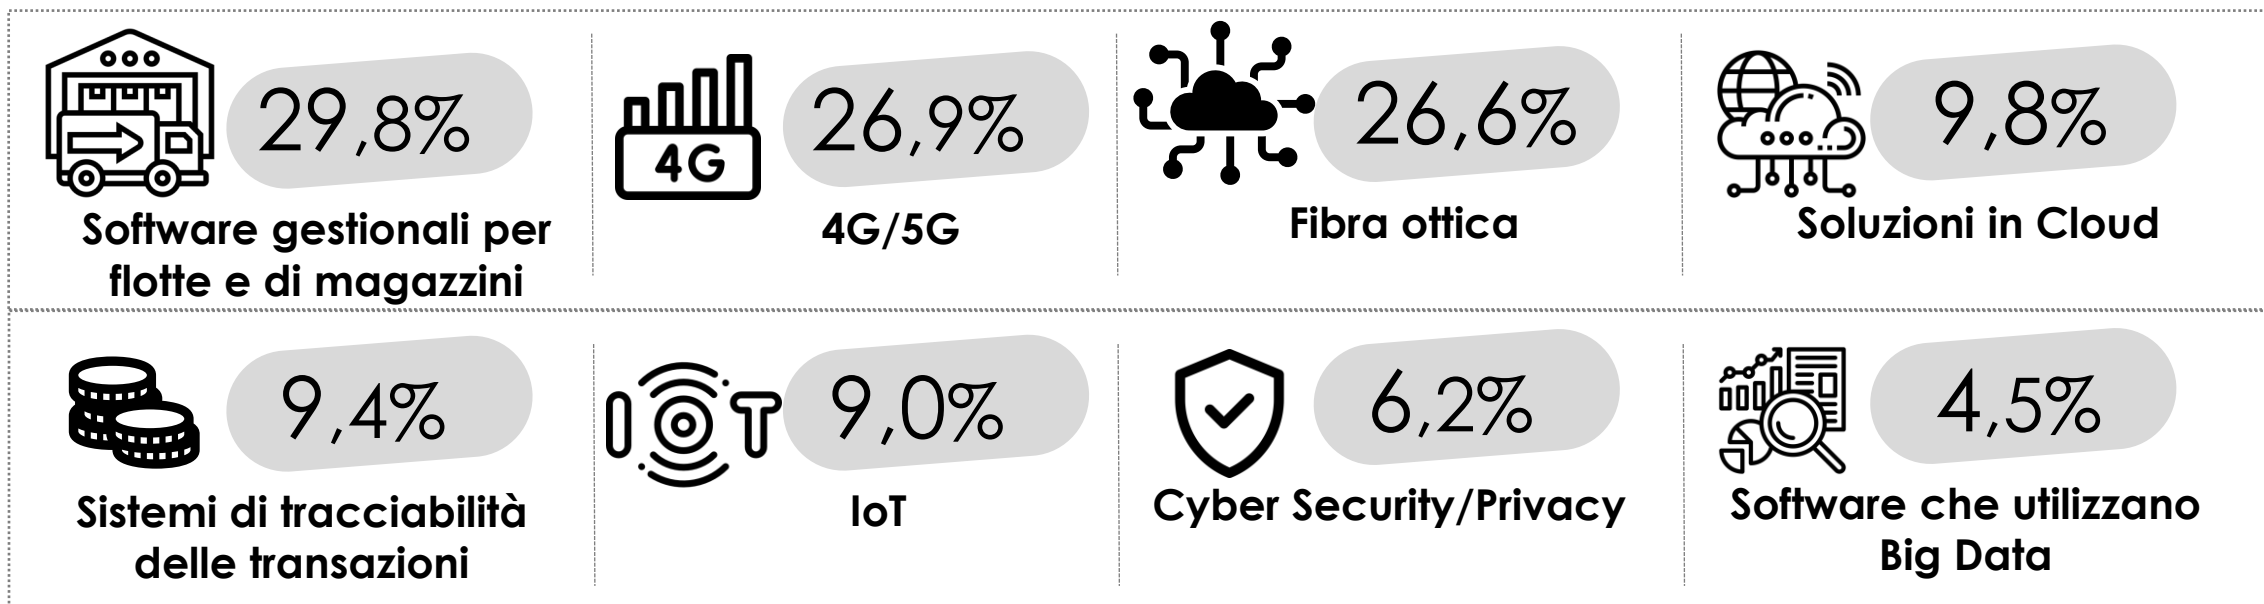 29,8%
Software gestionali per
flotte e di magazzini
4G
26,9%
4G/5G
26,6%
Fibra ottica
9,8%
Soluzioni in Cloud
9,4%
Sistemi di tracciabilità
delle transazioni
IOT
9,0%
IoT
6,2%
Cyber Security/Privacy
4,5%
Software che utilizzano
Big Data